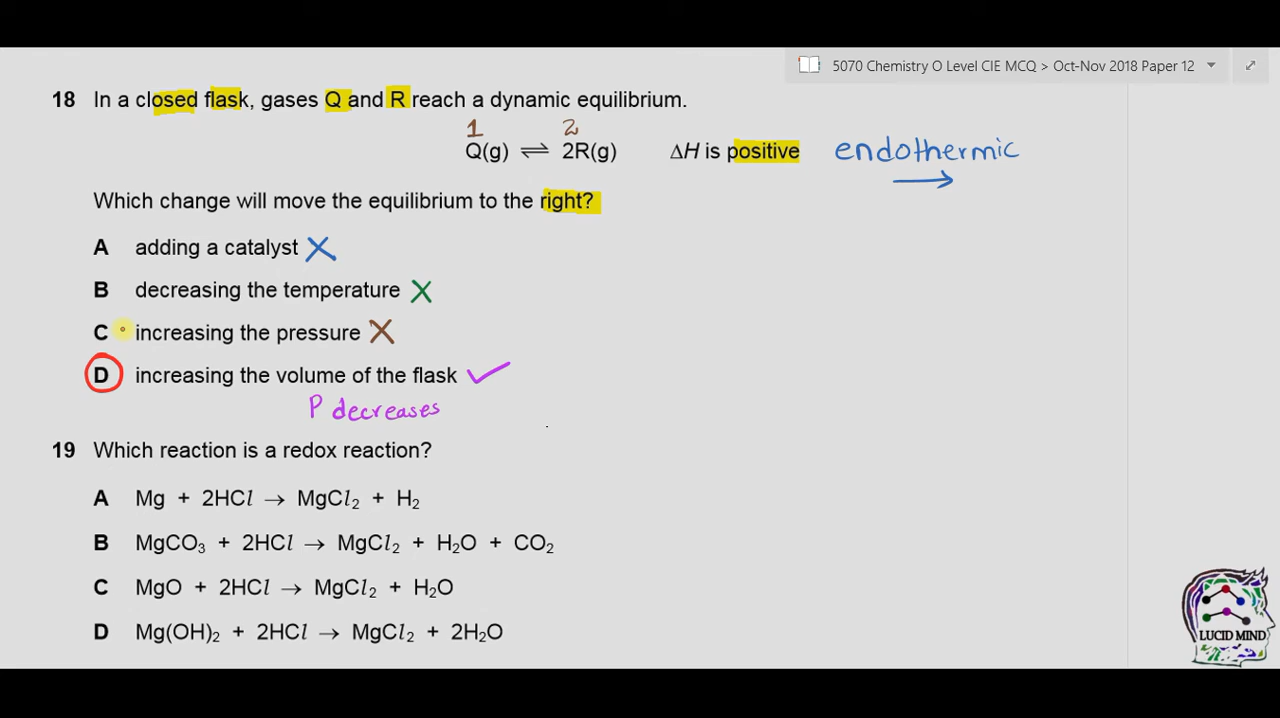 5070 Chemistry O Level CIE MCQ > Oct-Nov 2018 Paper 12
18 In a closed flask, gases Q and R reach a dynamic equilibrium.
1 2
Q(g) ⇌ 2R(g) ΔH is positive endothermic
Which change will move the equilibrium to the right?
A adding a catalyst
B decreasing the temperature
C increasing the pressure
D increasing the volume of the flask
P decreases
19 Which reaction is a redox reaction?
A Mg + 2HCl → MgCl₂ + H₂
B MgCO₃ + 2HCl → MgCl₂ + H₂O + CO₂
C MgO + 2HCl → MgCl₂ + H₂O
D Mg(OH)₂ + 2HCl → MgCl₂ + 2H₂O
LUCID MIND